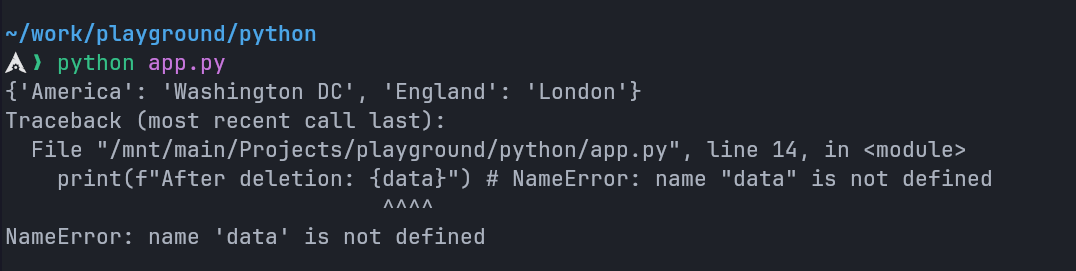 ~/work/playground/python
❱ python app.py
{'America': 'Washington DC', 'England': 'London'}
Traceback (most recent call last):
  File "/mnt/main/Projects/playground/python/app.py", line 14, in <module>
    print(f"After deletion: {data}") # NameError: name "data" is not defined
                             ^^^^
NameError: name 'data' is not defined